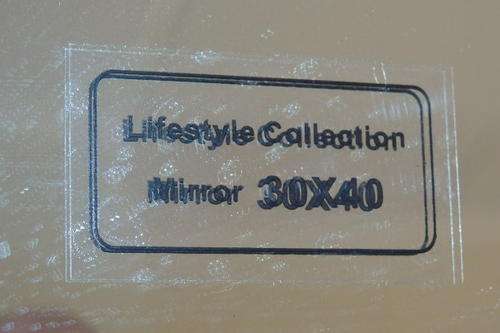 Lifestyle Collection
Mirror 30X40